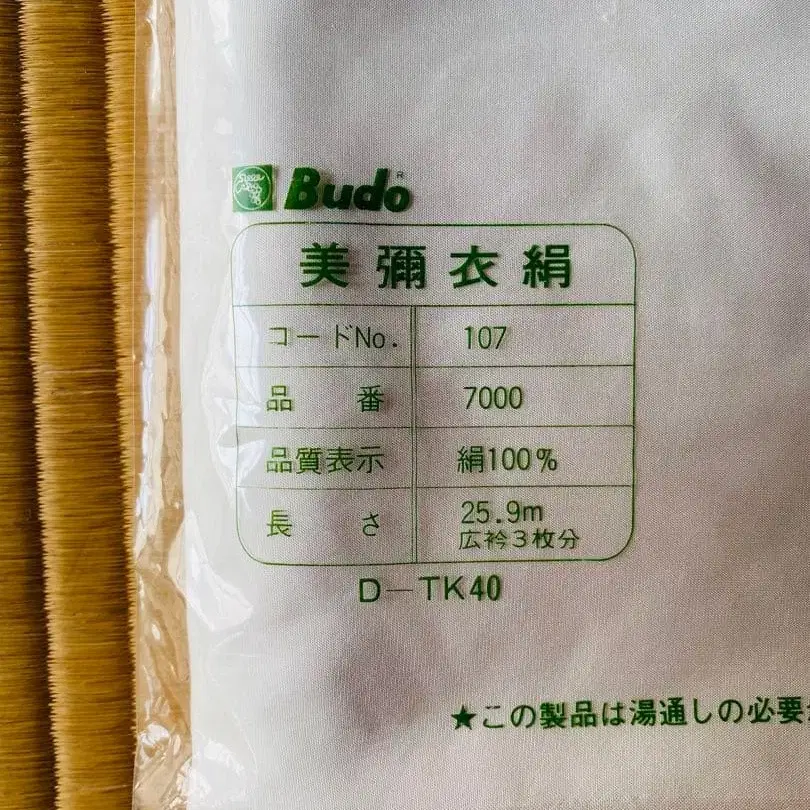 Budo®
美彌衣絹
コードNo. 107
品番 7000
品質表示 絹100%
長さ 25.9m
広衿3枚分
D-TK40
★この製品は湯通しの必要